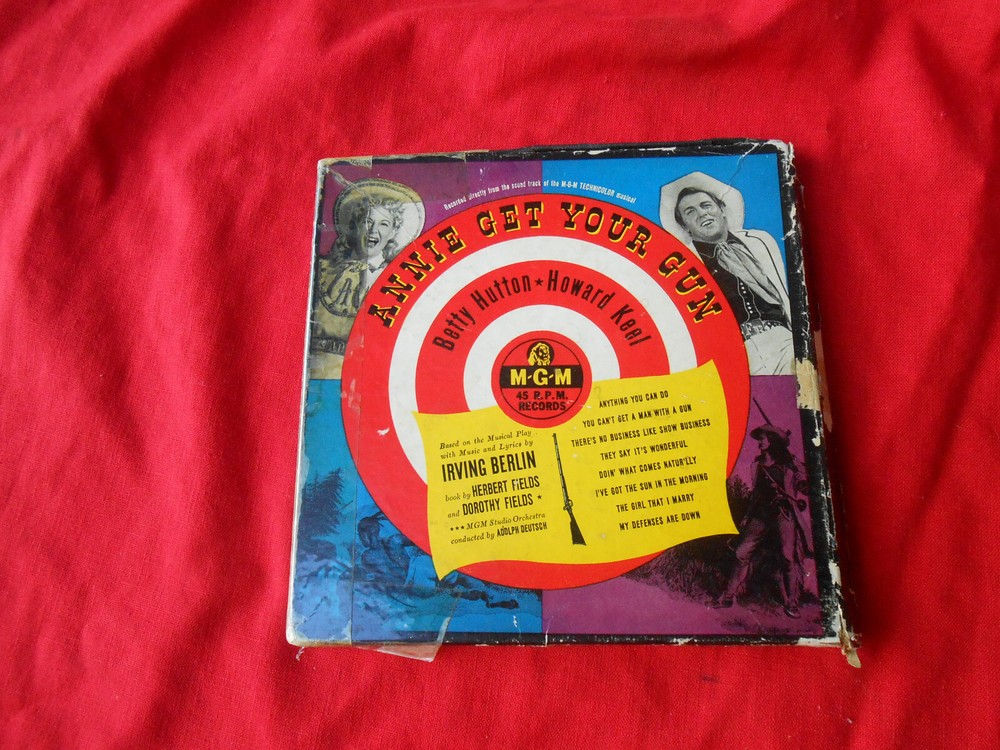 Recorded directly from the sound track of the M-G-M TECHNICOLOR musical
ANNIE GET YOUR GUN
Betty Hutton ★ Howard Keel
M-G-M
45 R.P.M.
RECORDS
Based on the Musical Play
with Music and Lyrics by
IRVING BERLIN
book by HERBERT FIELDS
and DOROTHY FIELDS ★
★★★ MGM Studio Orchestra
conducted by ADOLPH DEUTSCH
ANYTHING YOU CAN DO
YOU CAN'T GET A MAN WITH A GUN
THERE'S NO BUSINESS LIKE SHOW BUSINESS
THEY SAY IT'S WONDERFUL
DOIN' WHAT COMES NATUR'LLY
I'VE GOT THE SUN IN THE MORNING
THE GIRL THAT I MARRY
MY DEFENSES ARE DOWN